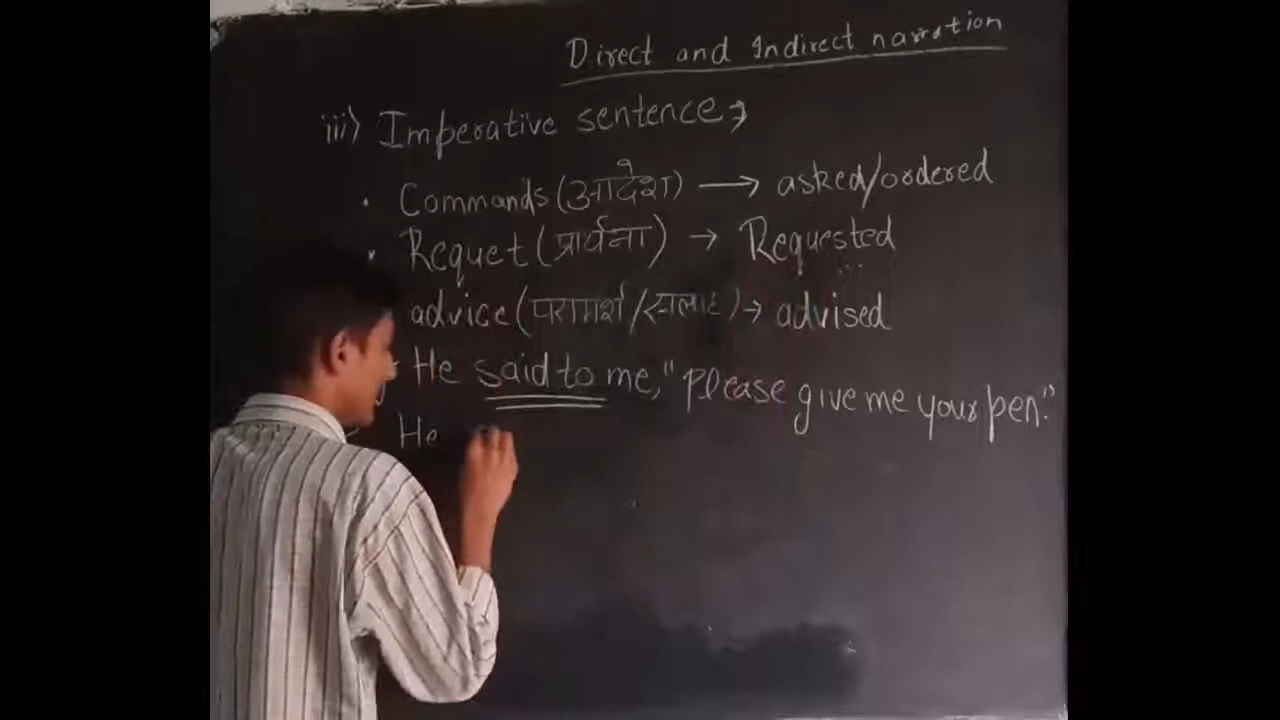 Direct and Indirect narration
iii) Imperative sentence →
• Commands (आदेश) → asked/ordered
• Requet (प्रार्थना) → Requested
advice (परामर्श/सलाह) → advised
He said to me, "please give me your pen."
He